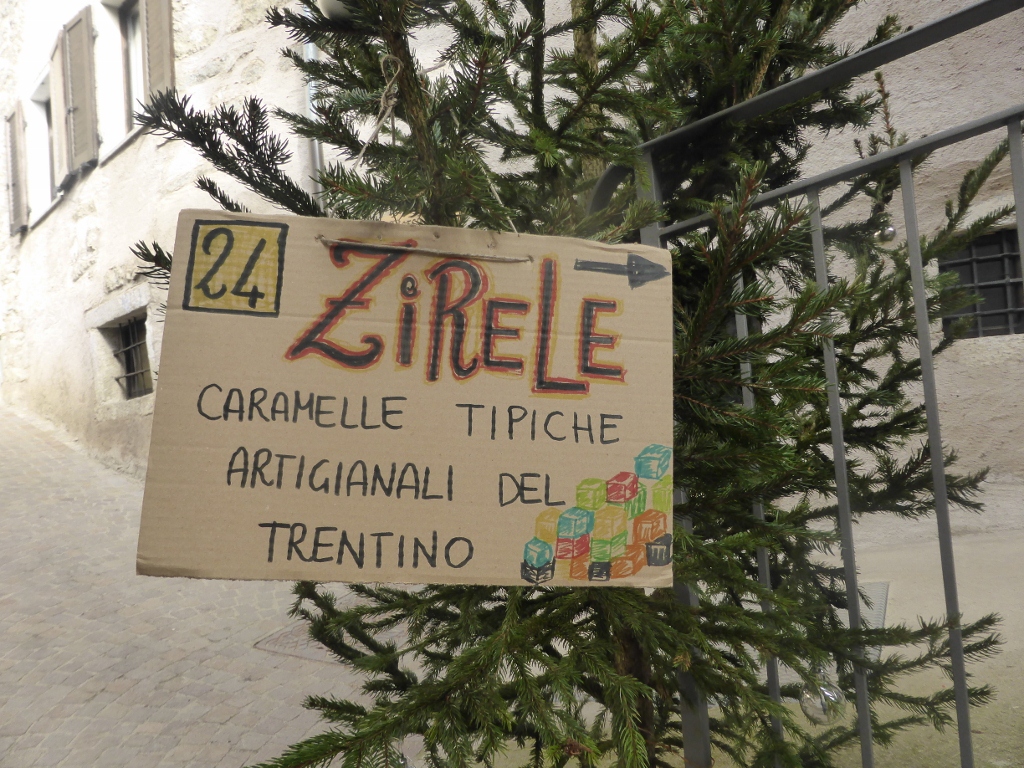 24
ZiRELE
CARAMELLE TIPICHE
ARTIGIANALI DEL
TRENTINO